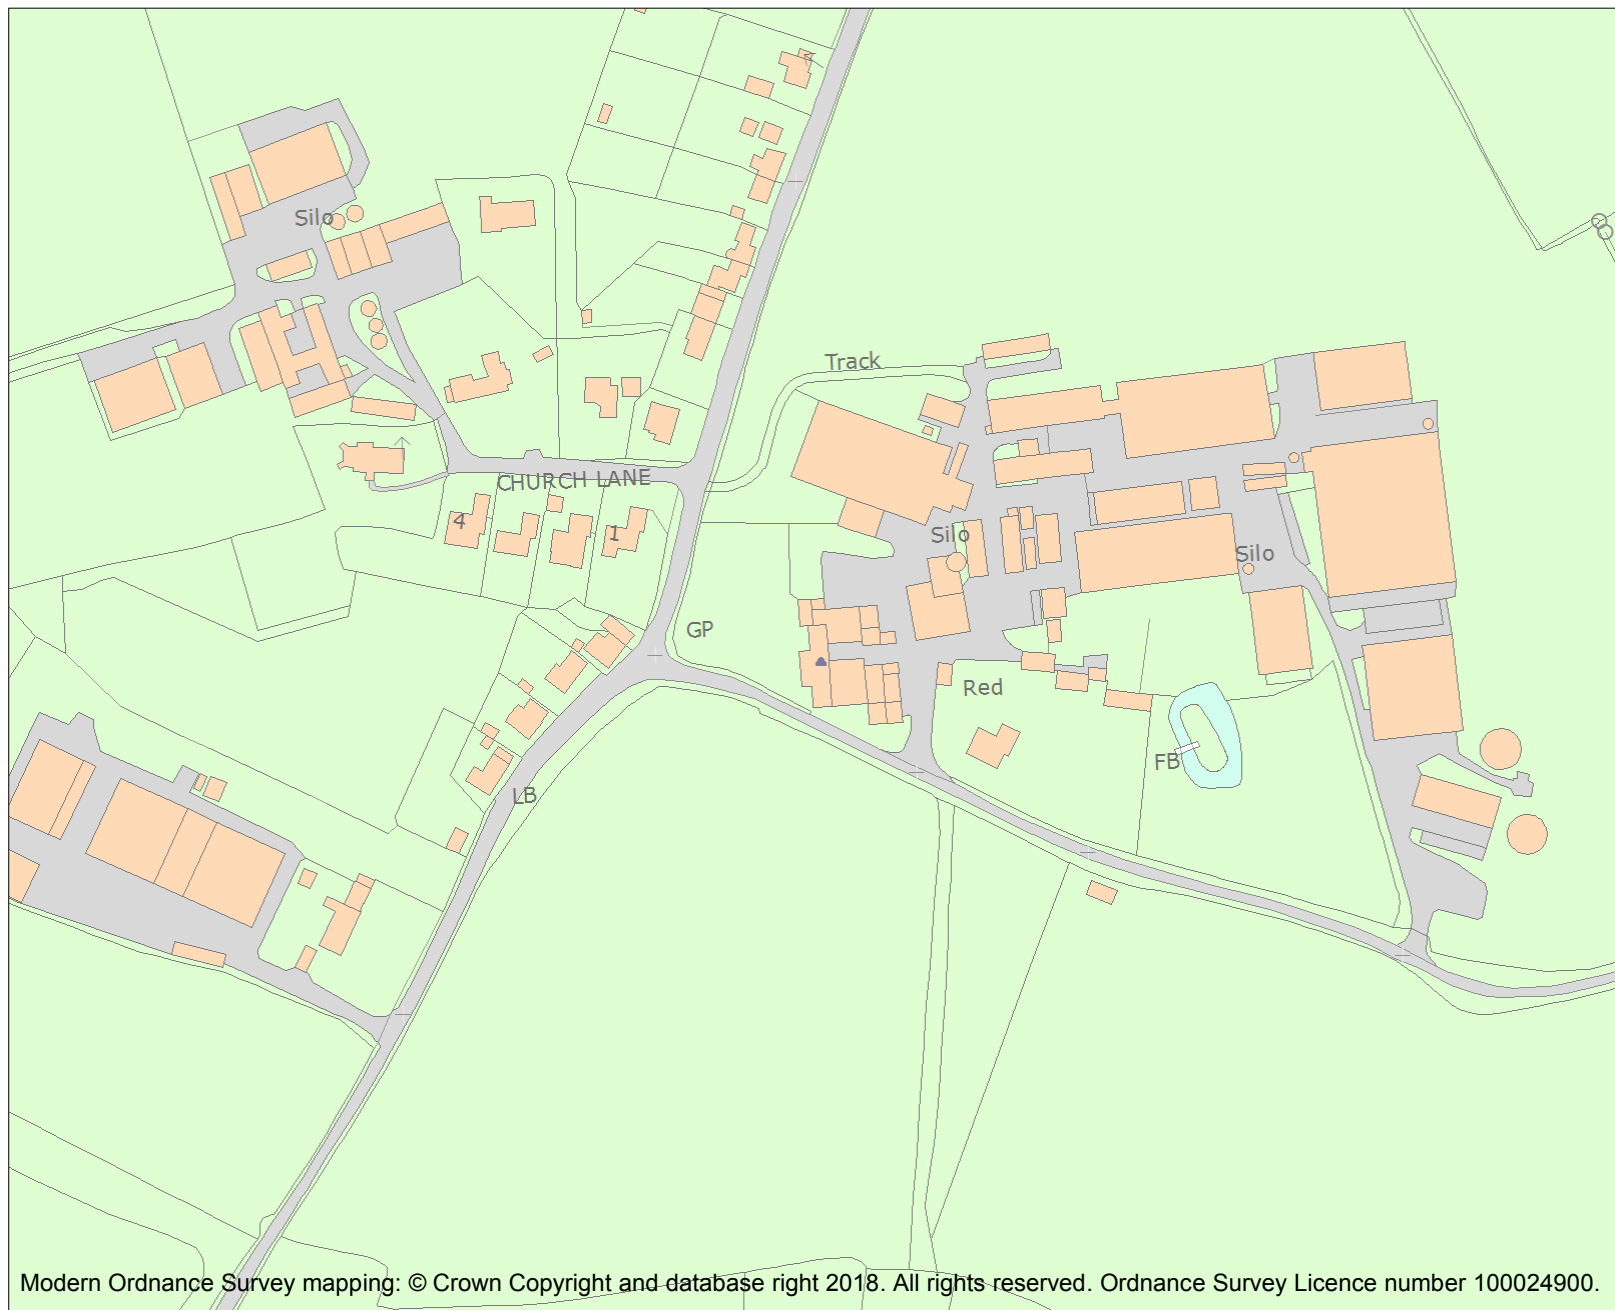 Silo
Track
CHURCH LANE
4
1
Silo
Silo
GP
Red
FB
LB
Modern Ordnance Survey mapping: © Crown Copyright and database right 2018. All rights reserved. Ordnance Survey Licence number 100024900.